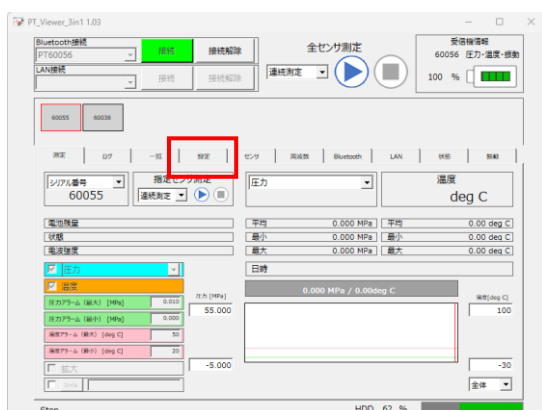 PT_Viewer_3in1 1.03
Bluetooth接続
PT60056
接続
接続解除
LAN接続
接続
接続解除
全センサ測定
連続測定
受信機情報
60056 圧力・温度・振動
100 %
60055
60038
測定
ログ
一覧
設定
センサ
周波数
Bluetooth
LAN
状態
振動
シリアル番号
60055
指定センサ測定
連続測定
圧力
温度
deg C
電池残量
状態
電波強度
平均 0.000 MPa
最小 0.000 MPa
最大 0.000 MPa
平均 0.00 deg C
最小 0.00 deg C
最大 0.00 deg C
圧力
温度
日時
0.000 MPa / 0.00deg C
圧力アラーム (最大) [MPa] 0.010
圧力アラーム (最小) [MPa] 0.000
温度アラーム (最大) [deg C] 50
温度アラーム (最小) [deg C] 20
拡大
圧力 [MPa]
55.000
-5.000
温度[deg C]
100
-30
全体
Stop
HDD 62 %